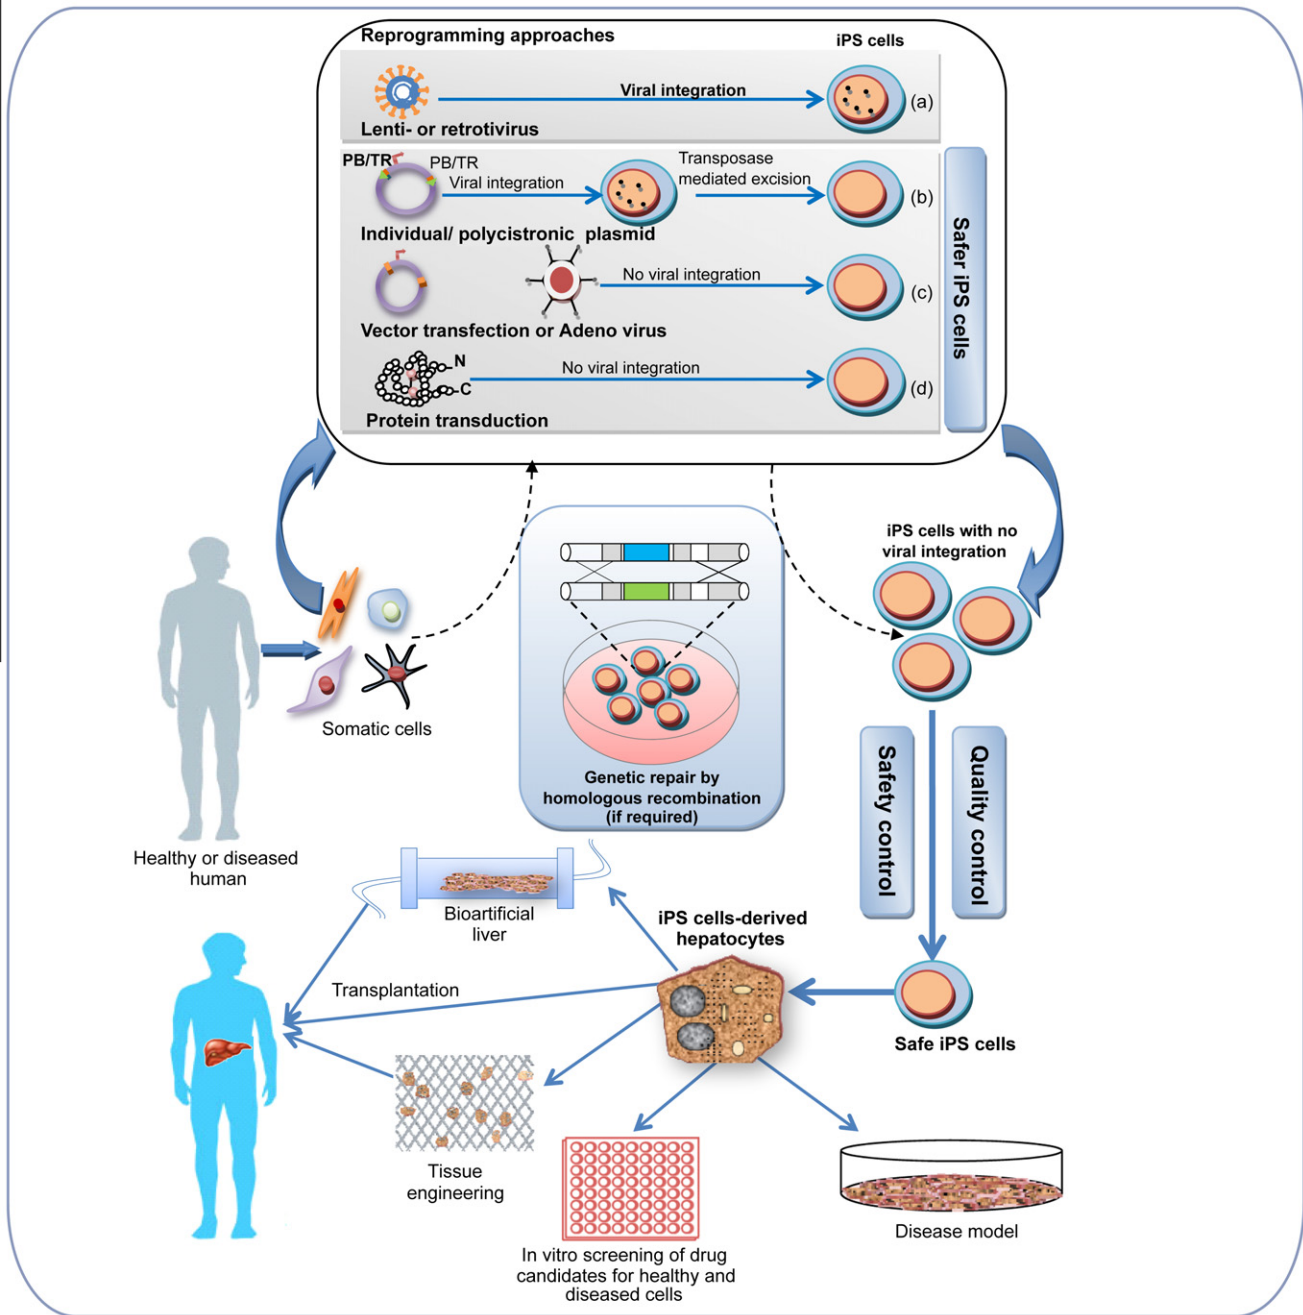 Reprogramming approaches
iPS cells
Viral integration
(a)
Lenti- or retrotivirus
PB/TR
PB/TR
Viral integration
Transposase
mediated excision
(b)
Individual/ polycistronic plasmid
No viral integration
(c)
Vector transfection or Adeno virus
N
C
No viral integration
(d)
Protein transduction
Safer iPS cells
iPS cells with no
viral integration
Somatic cells
Healthy or diseased
human
Genetic repair by
homologous recombination
(if required)
Safety control
Quality control
Bioartificial
liver
iPS cells-derived
hepatocytes
Transplantation
Safe iPS cells
Tissue
engineering
In vitro screening of drug
candidates for healthy and
diseased cells
Disease model